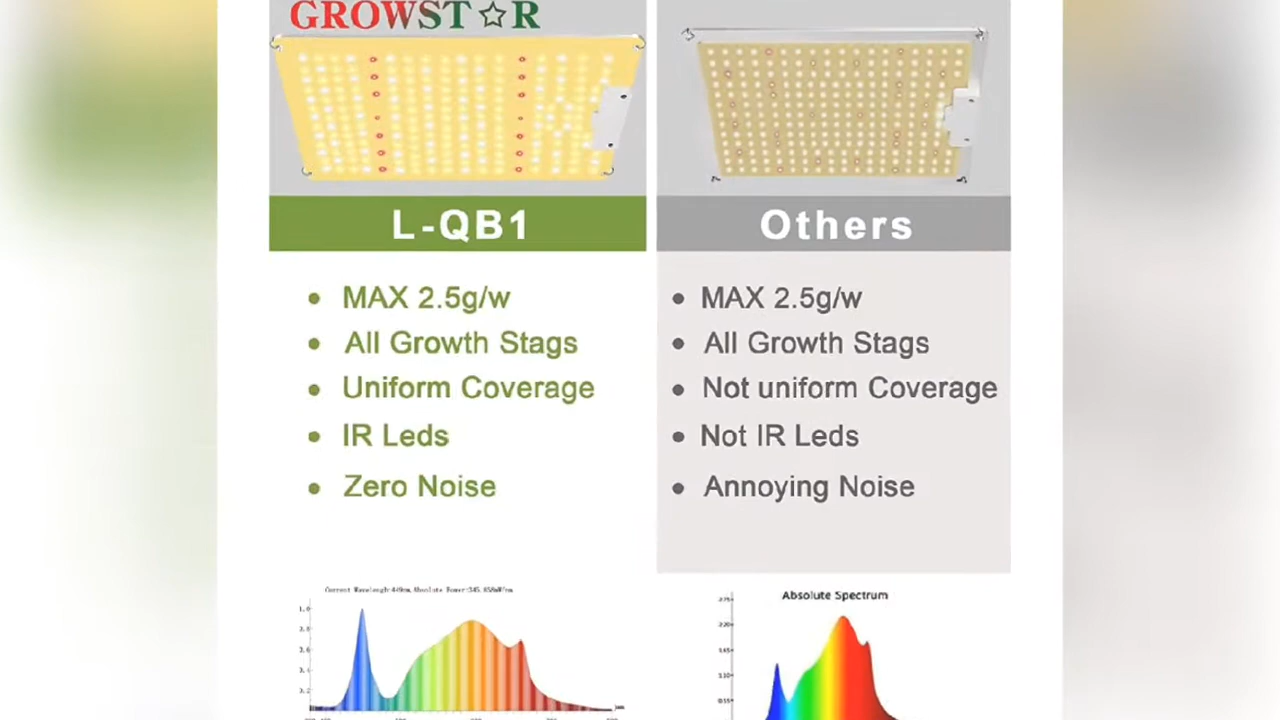 GROWST☆R
L-QB1
Others
MAX 2.5g/w
All Growth Stags
Uniform Coverage
IR Leds
Zero Noise
MAX 2.5g/w
All Growth Stags
Not uniform Coverage
Not IR Leds
Annoying Noise
Absolute Spectrum